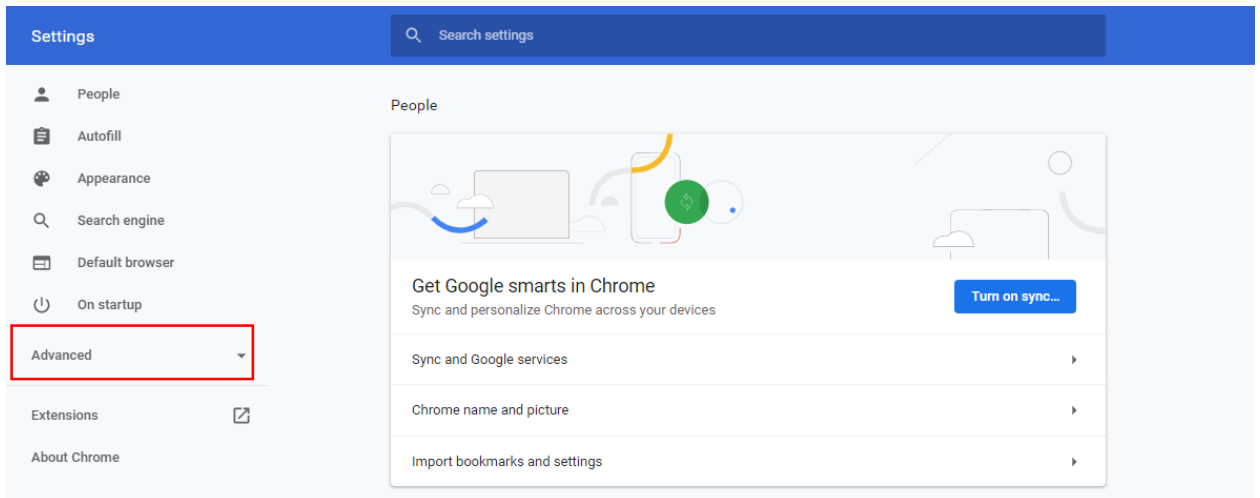 Settings
Search settings
People
Autofill
Appearance
Search engine
Default browser
On startup
Advanced
Extensions
About Chrome
People
Get Google smarts in Chrome
Sync and personalize Chrome across your devices
Turn on sync...
Sync and Google services
Chrome name and picture
Import bookmarks and settings